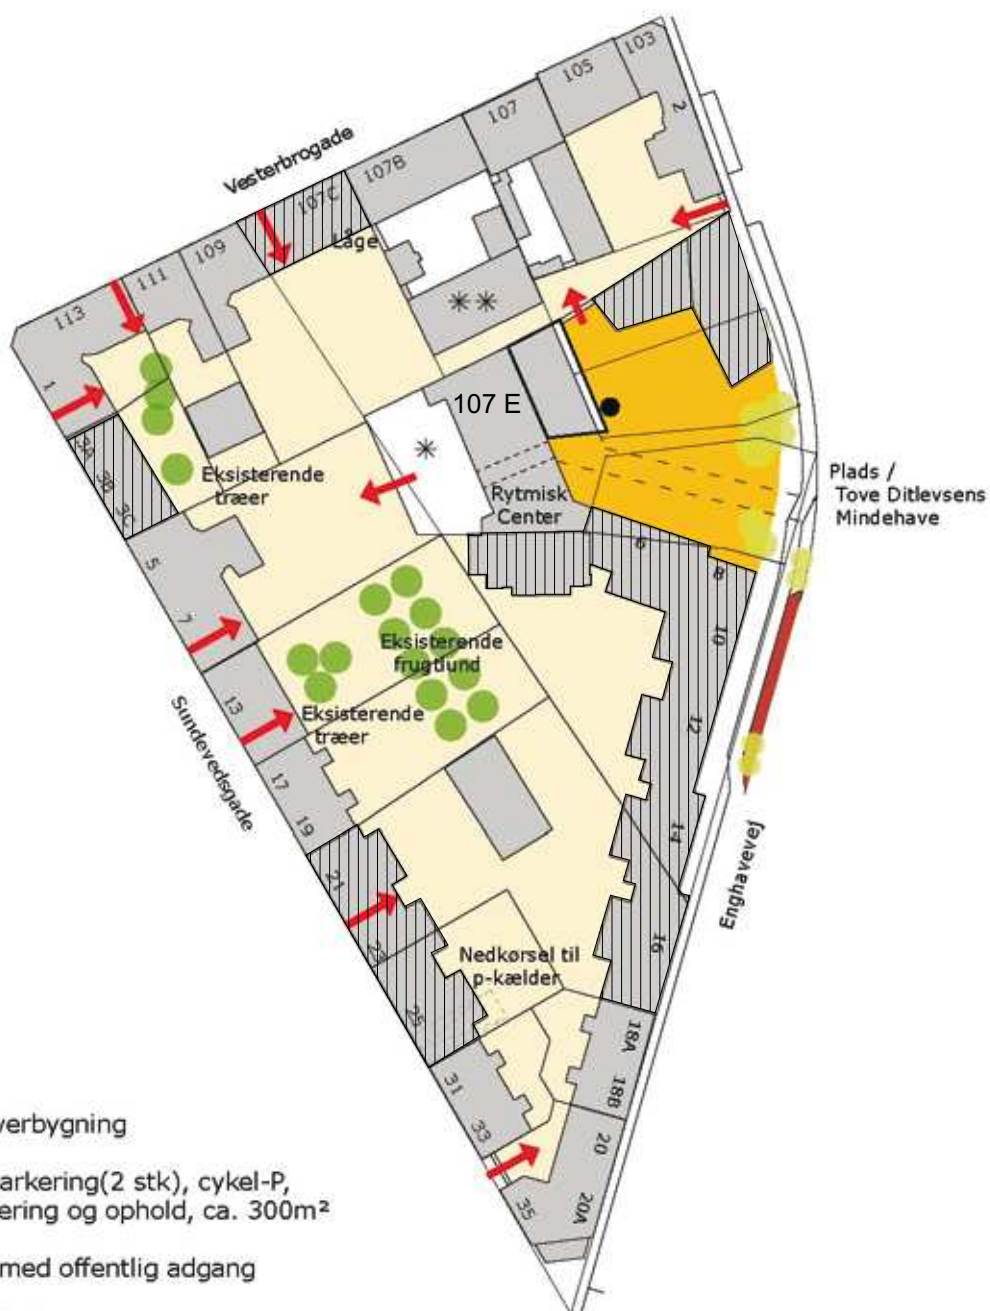 103
105
107
2
107B
Vesterbrogade
107C
Låge
109
111
113
**
1
107 E
*
3A
3B
3C
Eksisterende
træer
Rytmisk
Center
Plads /
Tove Ditlevsens
Mindehave
5
6
8
7
10
Eksisterende
frugtlund
13
Eksisterende
træer
12
Sundevedsgade
17
19
14
21
Enghavevej
23
16
Nedkørsel til
p-kælder
25
18A
31
18B
33
20
35
20A
verbygning
arkering(2 stk), cykel-P,
ering og ophold, ca. 300m²
med offentlig adgang